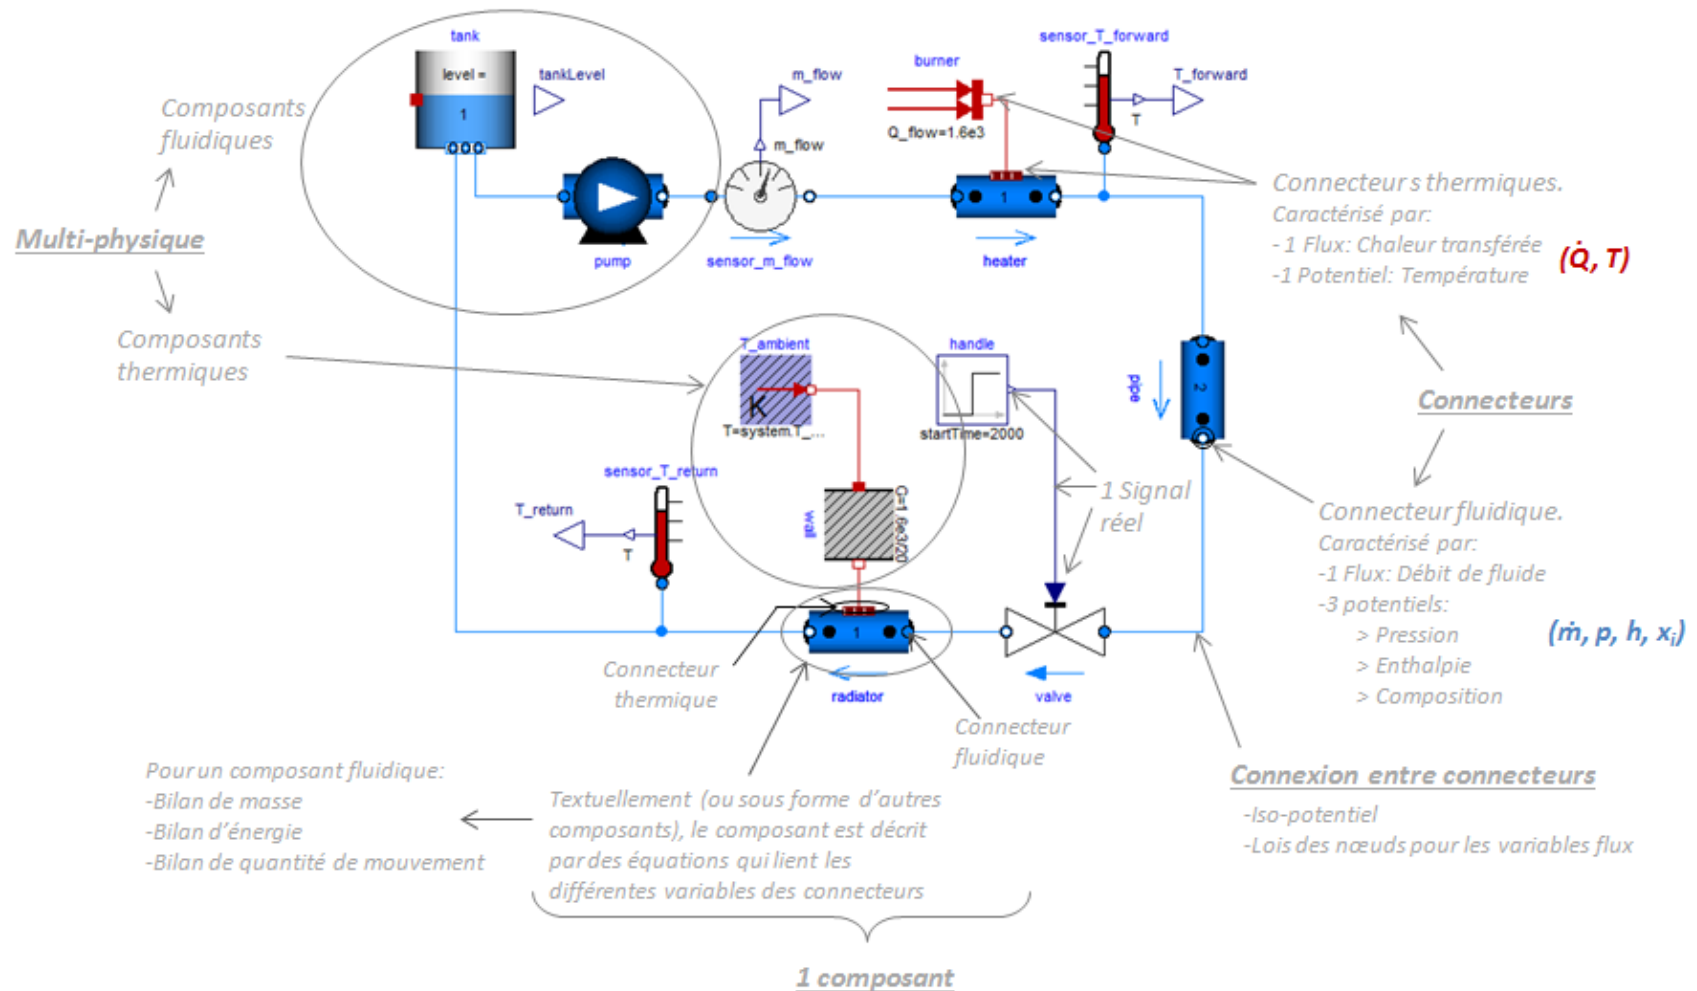 tank
level =
1
tankLevel
Composants
fluidiques
Multi-physique
Composants
thermiques
pump
m_flow
m_flow
sensor_m_flow
burner
Q_flow=1.6e3
1
heater
sensor_T_forward
T_forward
T
Connecteurs thermiques.
Caractérisé par:
- 1 Flux: Chaleur transférée
-1 Potentiel: Température
(Q̇, T)
T_ambient
K
T=system.T_...
handle
startTime=2000
pipe
2
Connecteurs
sensor_T_return
T_return
T
wall
G=1.6e3/20
1 Signal
réel
Connecteur fluidique.
Caractérisé par:
-1 Flux: Débit de fluide
-3 potentiels:
> Pression
> Enthalpie
> Composition
(ṁ, p, h, xᵢ)
1
radiator
valve
Connecteur
thermique
Connecteur
fluidique
Connexion entre connecteurs
-Iso-potentiel
-Lois des nœuds pour les variables flux
Pour un composant fluidique:
-Bilan de masse
-Bilan d'énergie
-Bilan de quantité de mouvement
Textuellement (ou sous forme d'autres
composants), le composant est décrit
par des équations qui lient les
différentes variables des connecteurs
1 composant